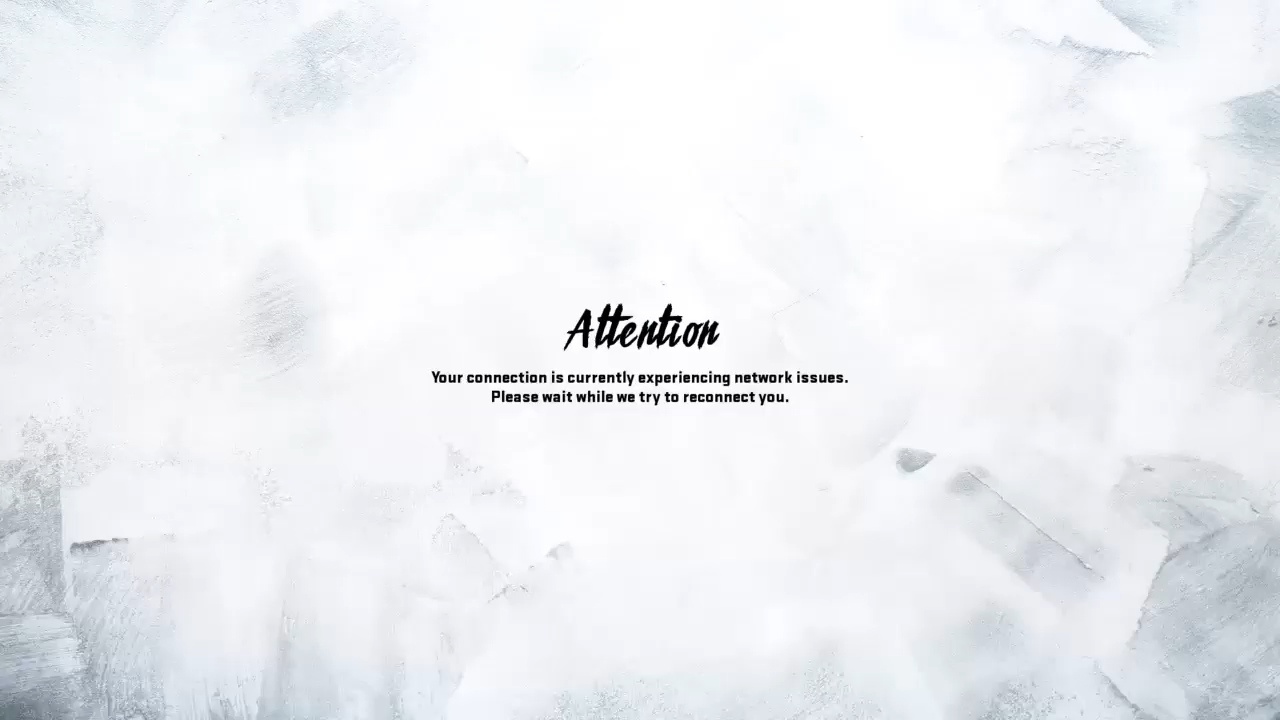 Attention
Your connection is currently experiencing network issues.
Please wait while we try to reconnect you.